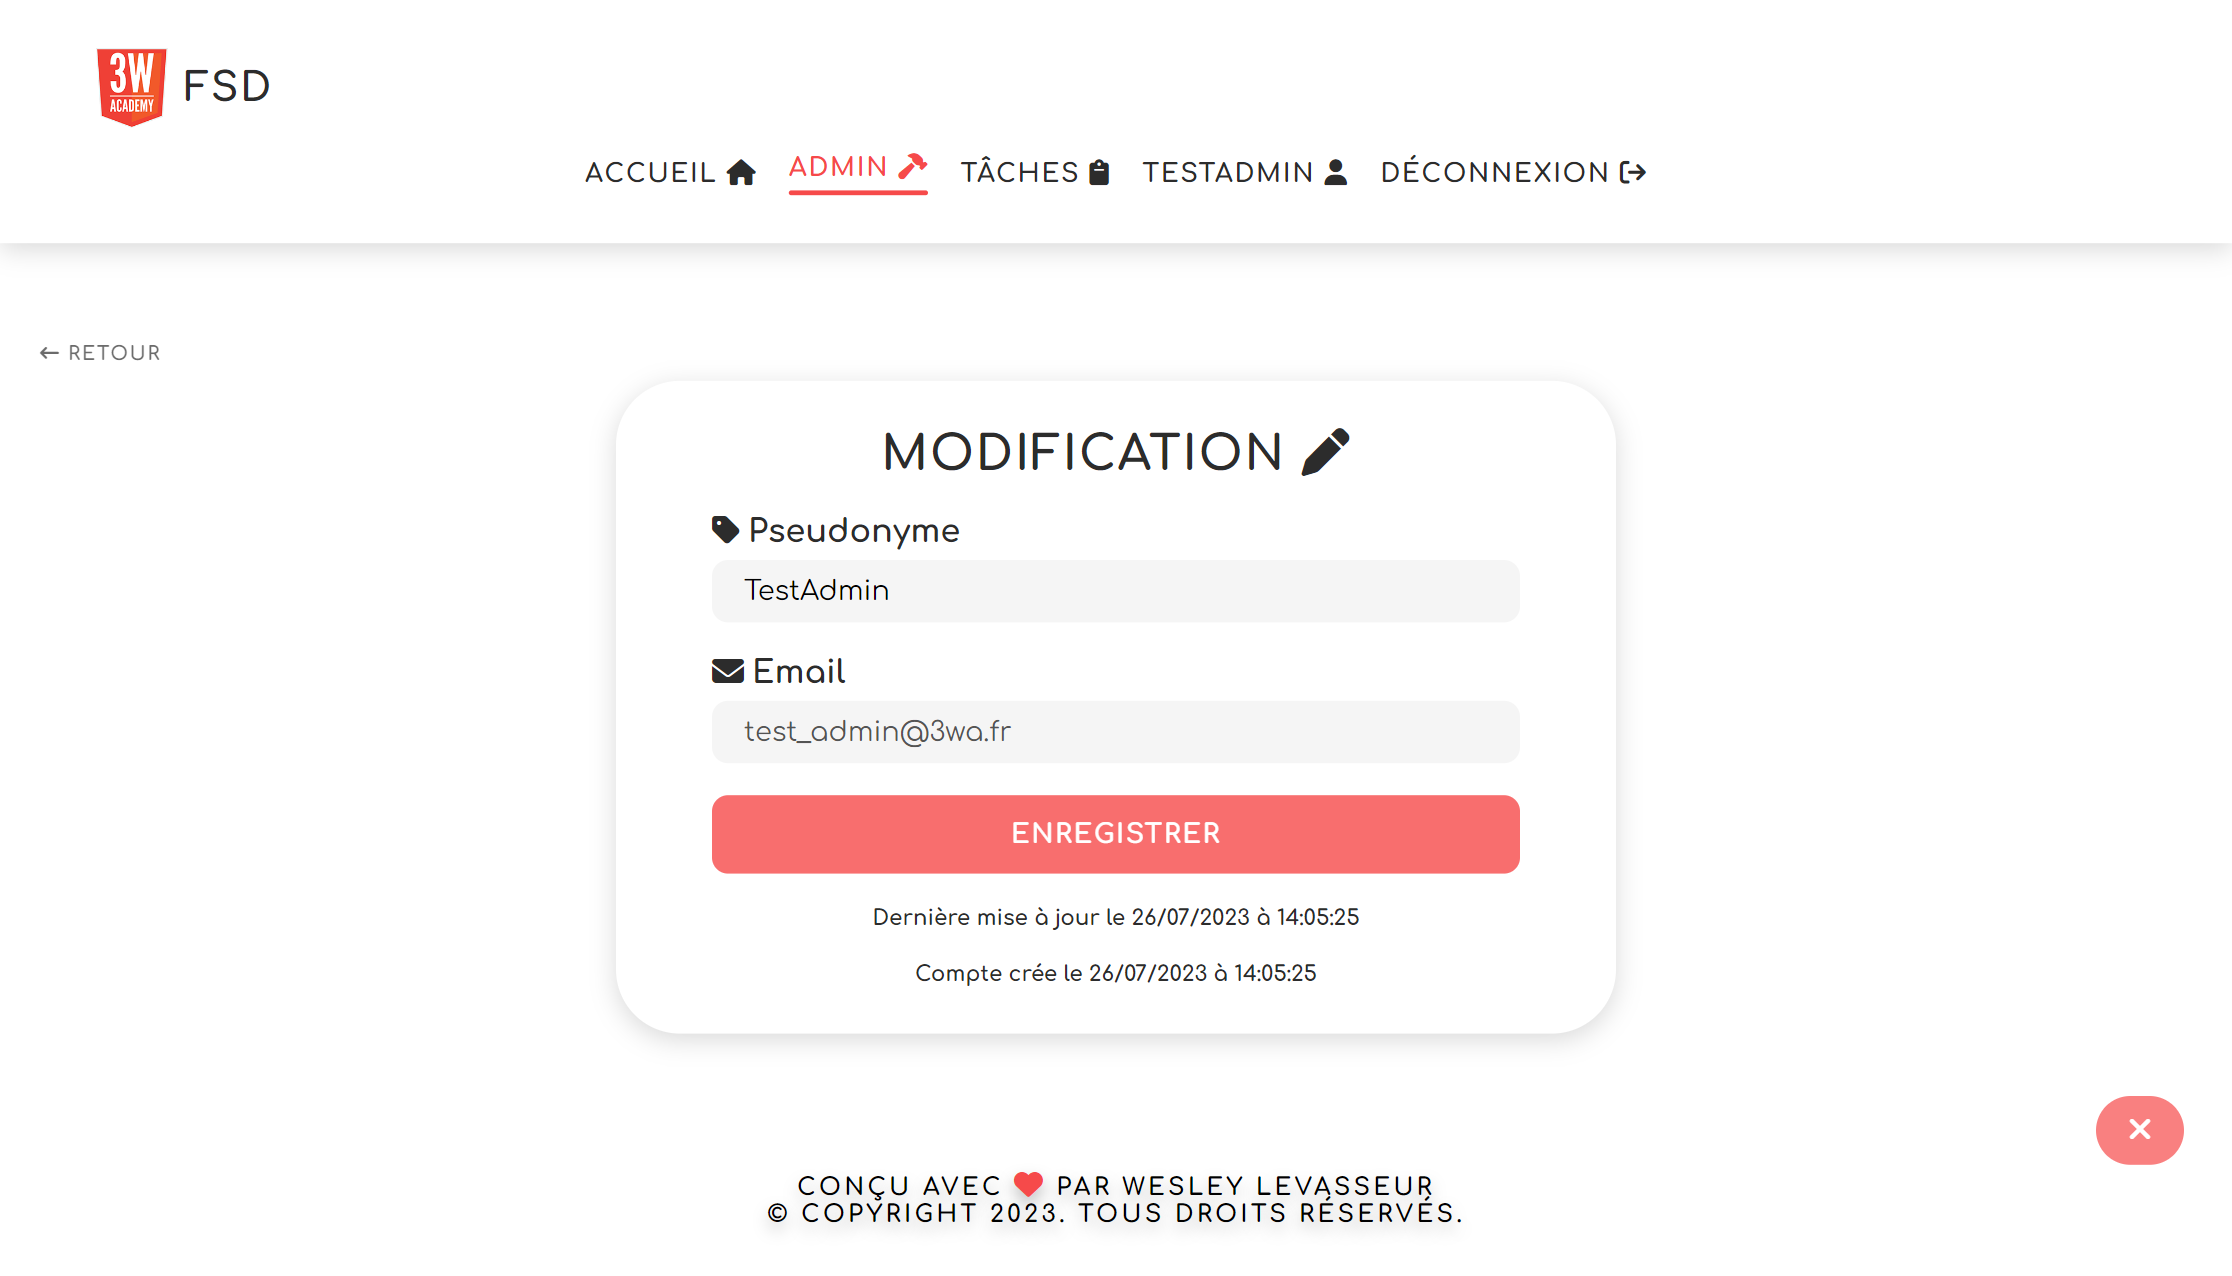 3W
ACADEMY
FSD
ACCUEIL
ADMIN
TÂCHES
TESTADMIN
DÉCONNEXION
← RETOUR
MODIFICATION
Pseudonyme
TestAdmin
Email
test_admin@3wa.fr
ENREGISTRER
Dernière mise à jour le 26/07/2023 à 14:05:25
Compte crée le 26/07/2023 à 14:05:25
CONÇU AVEC ❤ PAR WESLEY LEVASSEUR
© COPYRIGHT 2023. TOUS DROITS RÉSERVÉS.